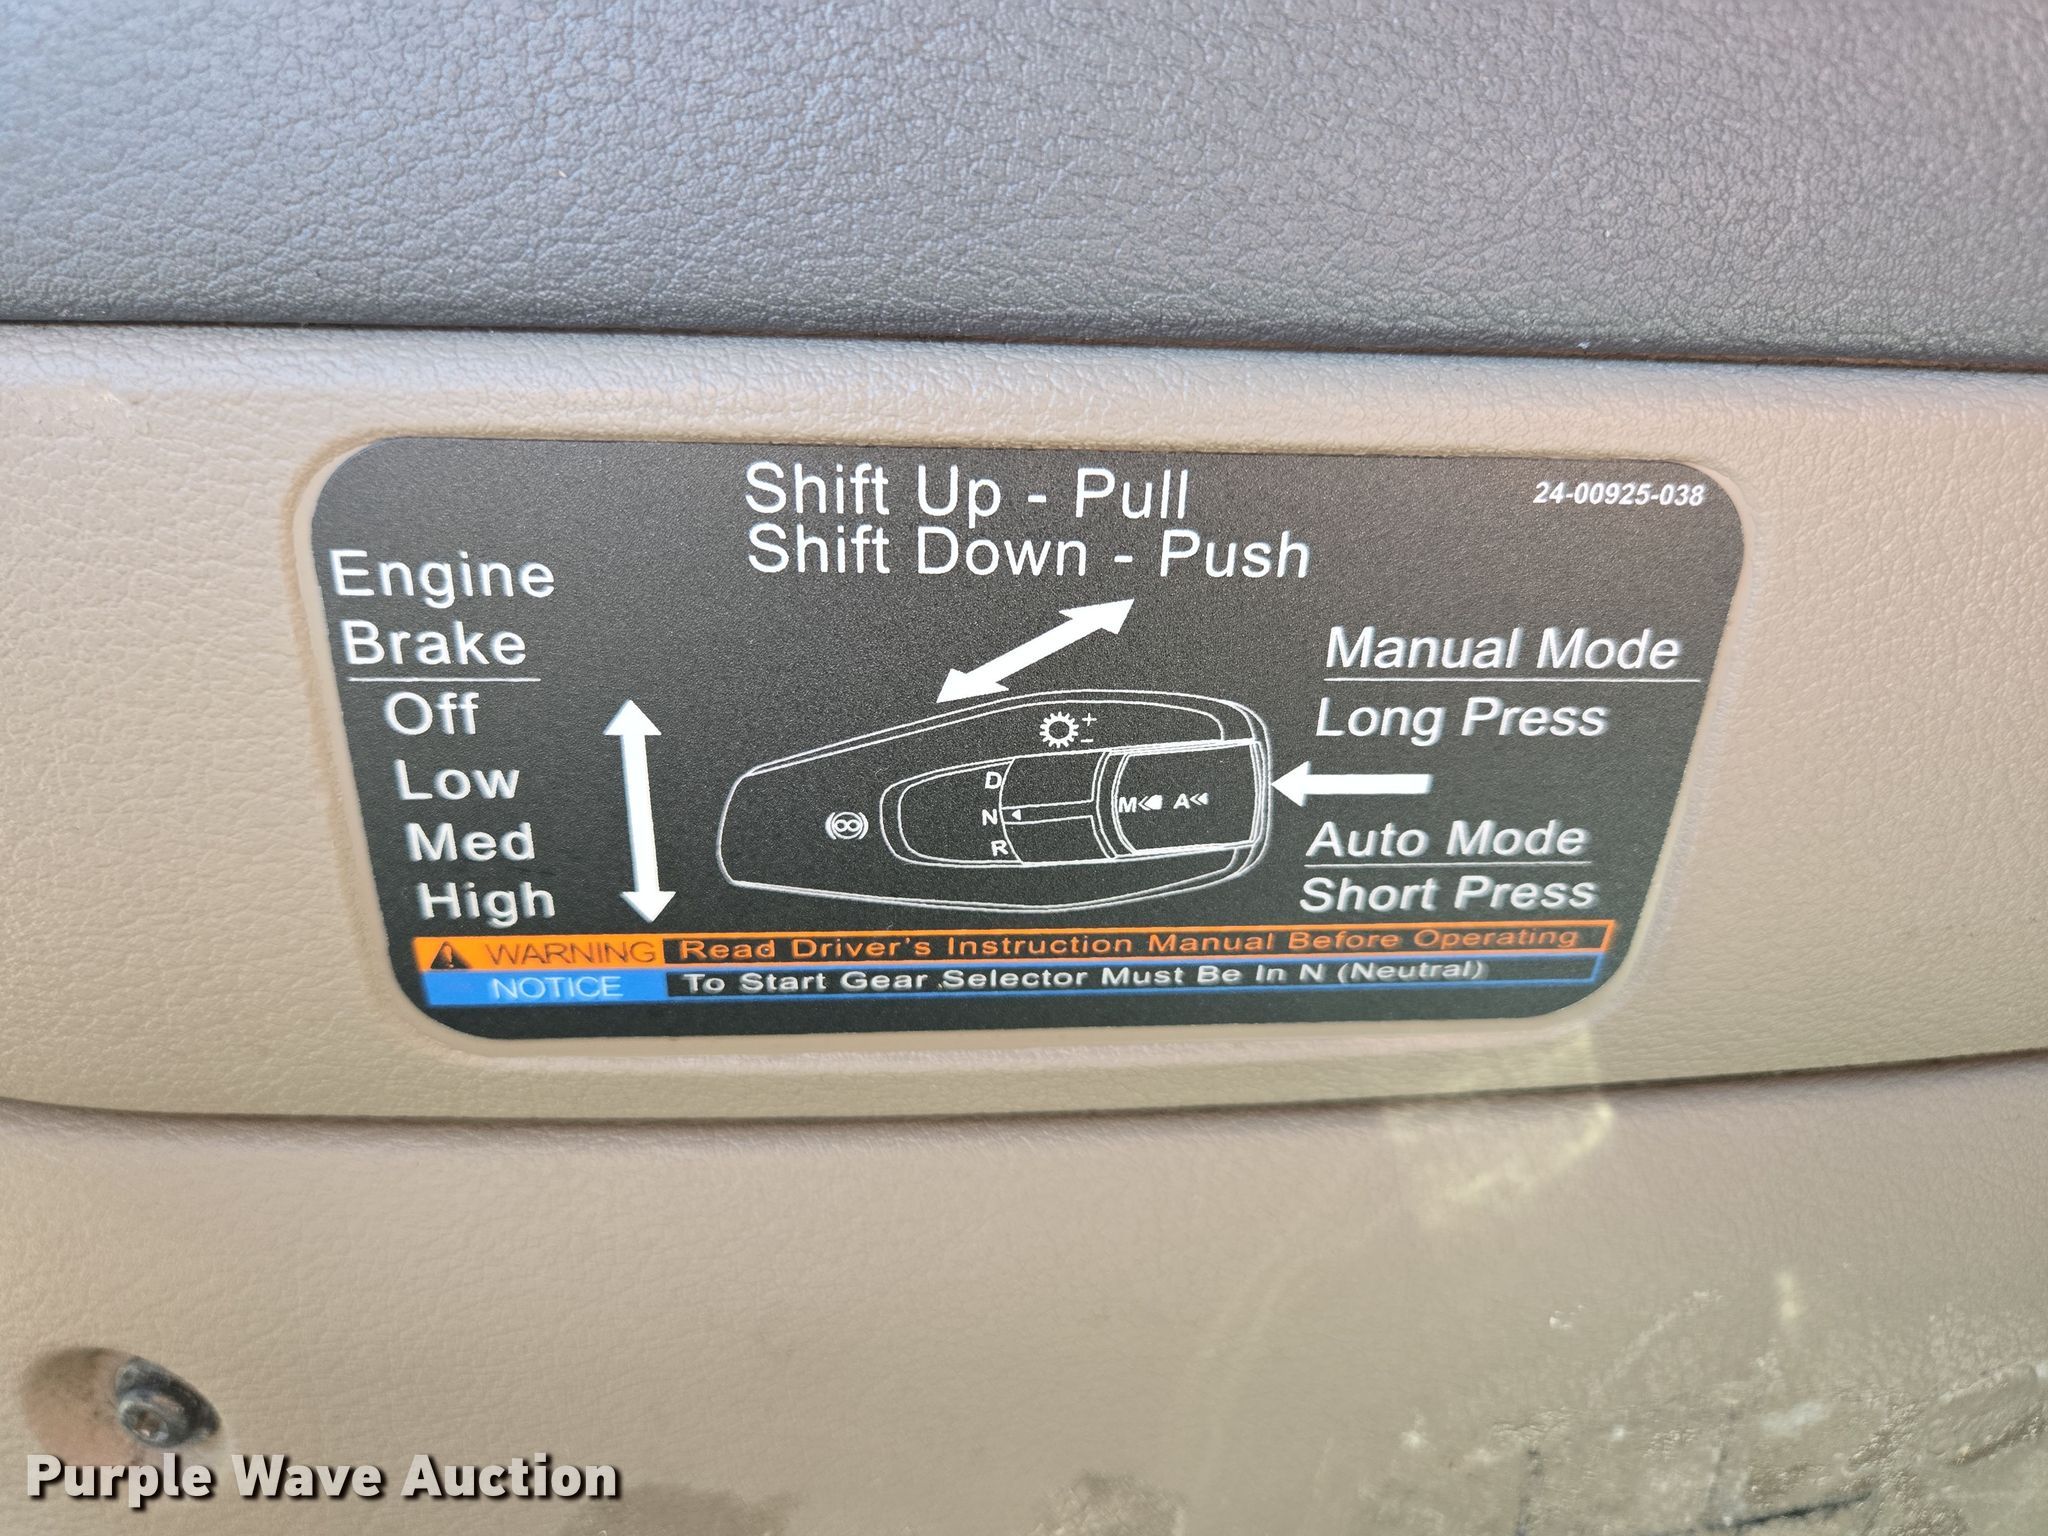 Shift Up - Pull
Shift Down - Push
24-00925-038
Engine
Brake
Off
Low
Med
High
Manual Mode
Long Press
Auto Mode
Short Press
+
-
D
N
R
M A
WARNING Read Driver's Instruction Manual Before Operating
NOTICE To Start Gear Selector Must Be In N (Neutral)
Purple Wave Auction